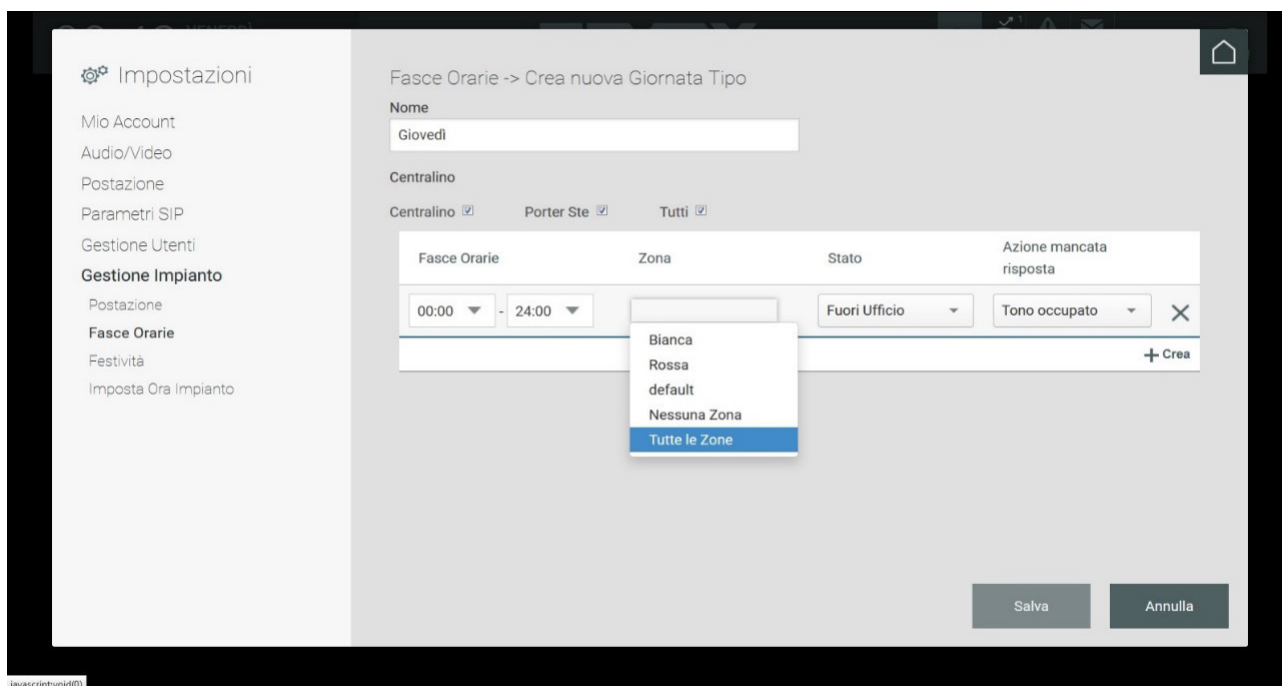 Impostazioni
Mio Account
Audio/Video
Postazione
Parametri SIP
Gestione Utenti
Gestione Impianto
Postazione
Fasce Orarie
Festività
Imposta Ora Impianto
Fasce Orarie -> Crea nuova Giornata Tipo
Nome
Giovedì
Centralino
Centralino Porter Ste Tutti
Fasce Orarie Zona Stato Azione mancata
risposta
00:00 - 24:00 Fuori Ufficio Tono occupato
Bianca
Rossa
default
Nessuna Zona
Tutte le Zone
Crea
Salva Annulla
javascript:void(0)